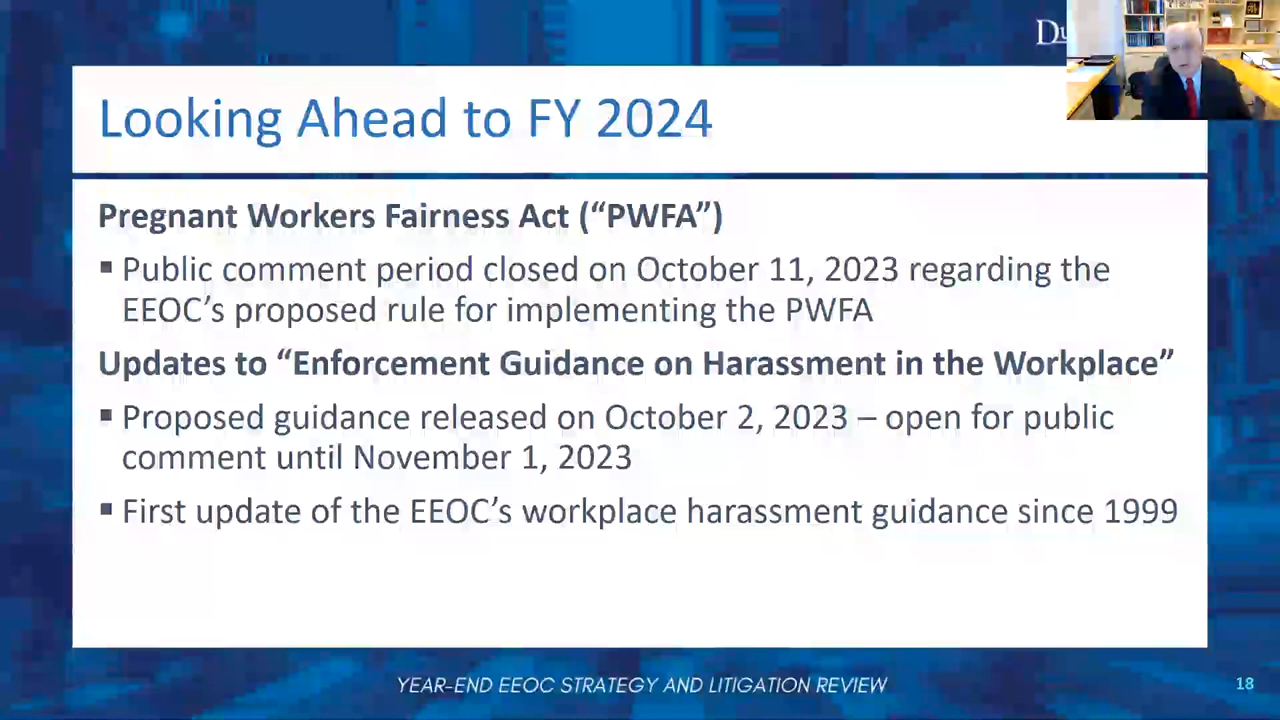 Looking Ahead to FY 2024
Pregnant Workers Fairness Act (“PWFA”)
▪ Public comment period closed on October 11, 2023 regarding the
EEOC’s proposed rule for implementing the PWFA
Updates to “Enforcement Guidance on Harassment in the Workplace”
▪ Proposed guidance released on October 2, 2023 – open for public
comment until November 1, 2023
▪ First update of the EEOC’s workplace harassment guidance since 1999
YEAR-END EEOC STRATEGY AND LITIGATION REVIEW
18